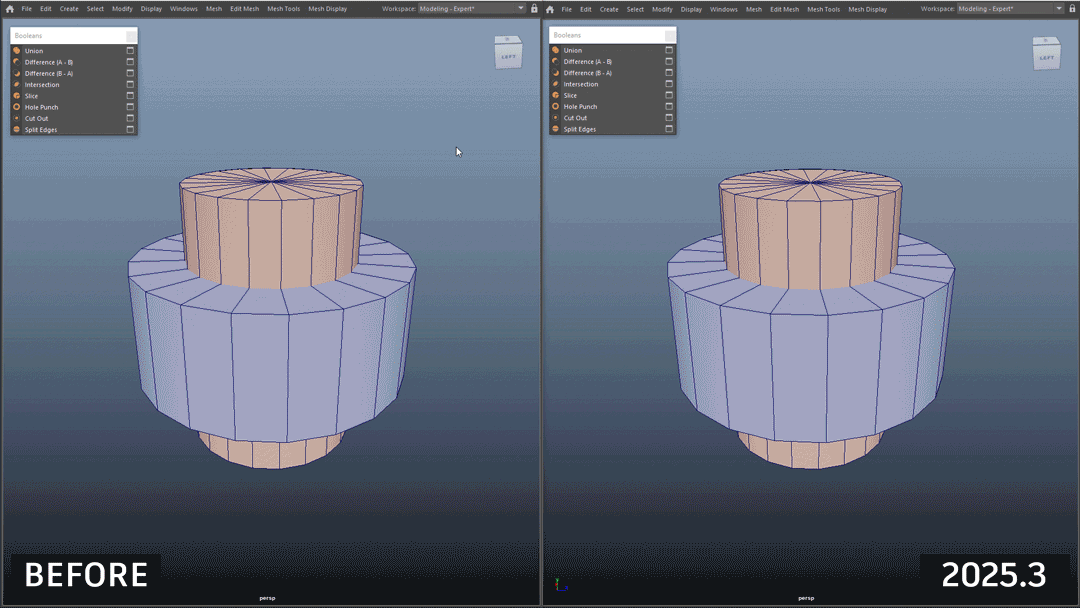 File Edit Create Select Modify Display Windows Mesh Edit Mesh Mesh Tools Mesh Display Workspace: Modeling - Expert*
Booleans
Union
Difference (A - B)
Difference (B - A)
Intersection
Slice
Hole Punch
Cut Out
Split Edges
LEFT
BEFORE
persp
File Edit Create Select Modify Display Windows Mesh Edit Mesh Mesh Tools Mesh Display Workspace: Modeling - Expert*
Booleans
Union
Difference (A - B)
Difference (B - A)
Intersection
Slice
Hole Punch
Cut Out
Split Edges
LEFT
2025.3
persp